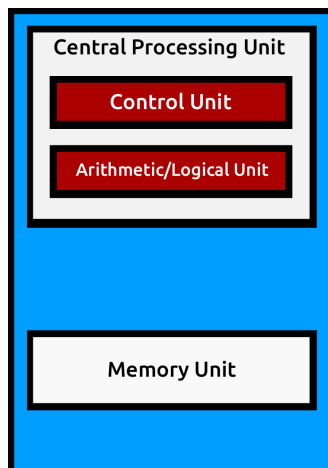 Central Processing Unit
Control Unit
Arithmetic/Logical Unit
Memory Unit